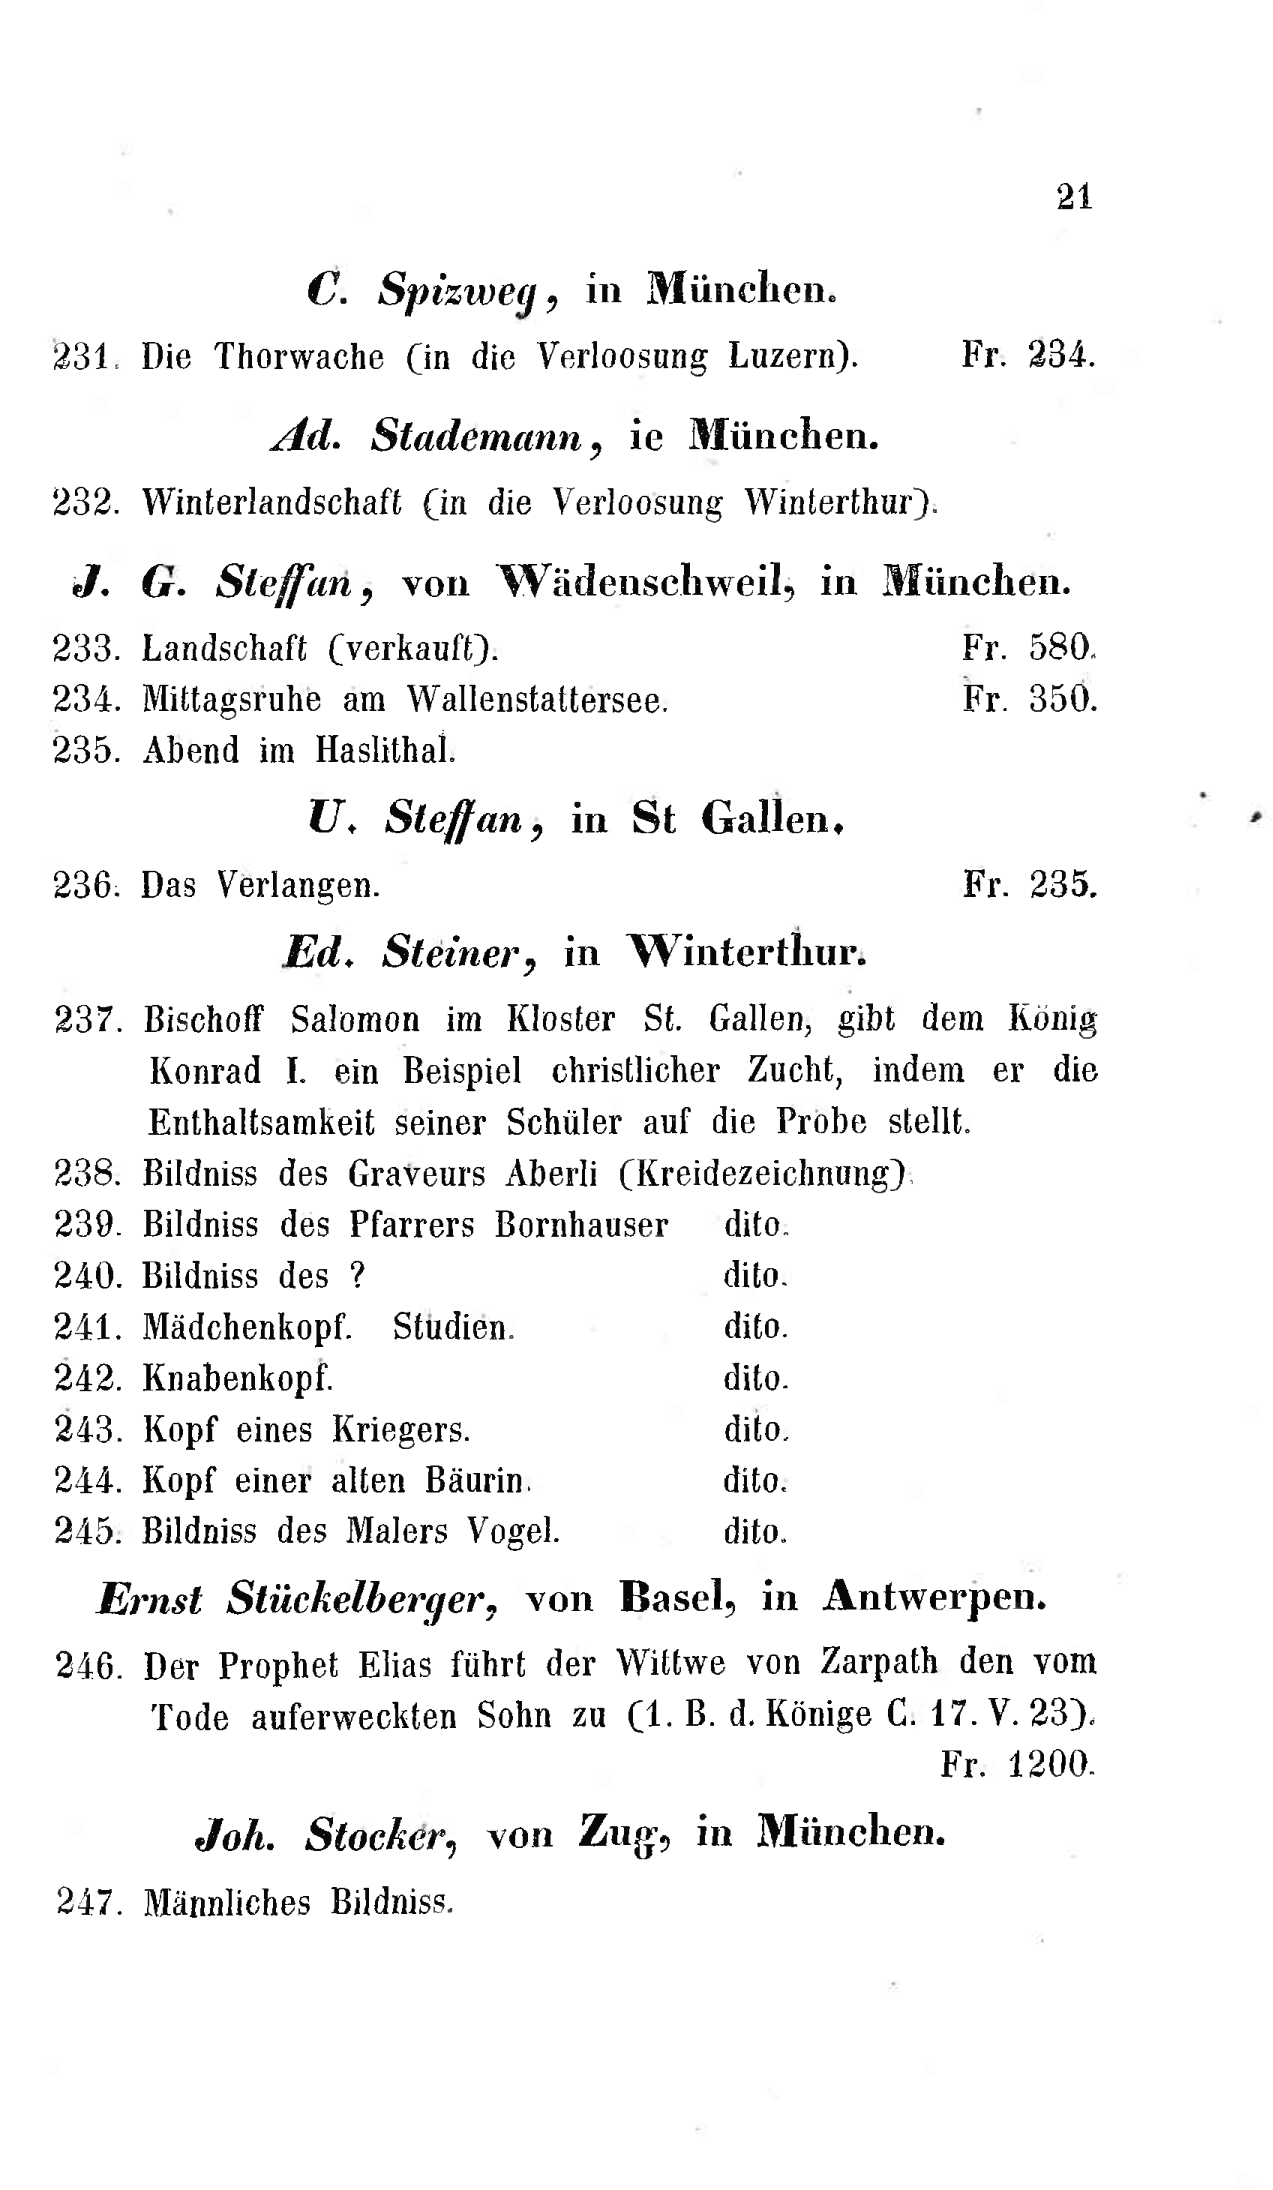 21
C. Spizweg, in München.
231. Die Thorwache (in die Verloosung Luzern). Fr. 234.
Ad. Stademann, ie München.
232. Winterlandschaft (in die Verloosung Winterthur).
J. G. Steffan, von Wädenschweil, in München.
233. Landschaft (verkauft). Fr. 580.
234. Mittagsruhe am Wallenstattersee. Fr. 350.
235. Abend im Haslithal.
U. Steffan, in St Gallen.
236. Das Verlangen. Fr. 235.
Ed. Steiner, in Winterthur.
237. Bischoff Salomon im Kloster St. Gallen, gibt dem König
Konrad I. ein Beispiel christlicher Zucht, indem er die
Enthaltsamkeit seiner Schüler auf die Probe stellt.
238. Bildniss des Graveurs Aberli (Kreidezeichnung).
239. Bildniss des Pfarrers Bornhauser dito.
240. Bildniss des ? dito.
241. Mädchenkopf. Studien. dito.
242. Knabenkopf. dito.
243. Kopf eines Kriegers. dito.
244. Kopf einer alten Bäurin. dito.
245. Bildniss des Malers Vogel. dito.
Ernst Stückelberger, von Basel, in Antwerpen.
246. Der Prophet Elias führt der Wittwe von Zarpath den vom
Tode auferweckten Sohn zu (1. B. d. Könige C. 17. V. 23).
Fr. 1200.
Joh. Stocker, von Zug, in München.
247. Männliches Bildniss.